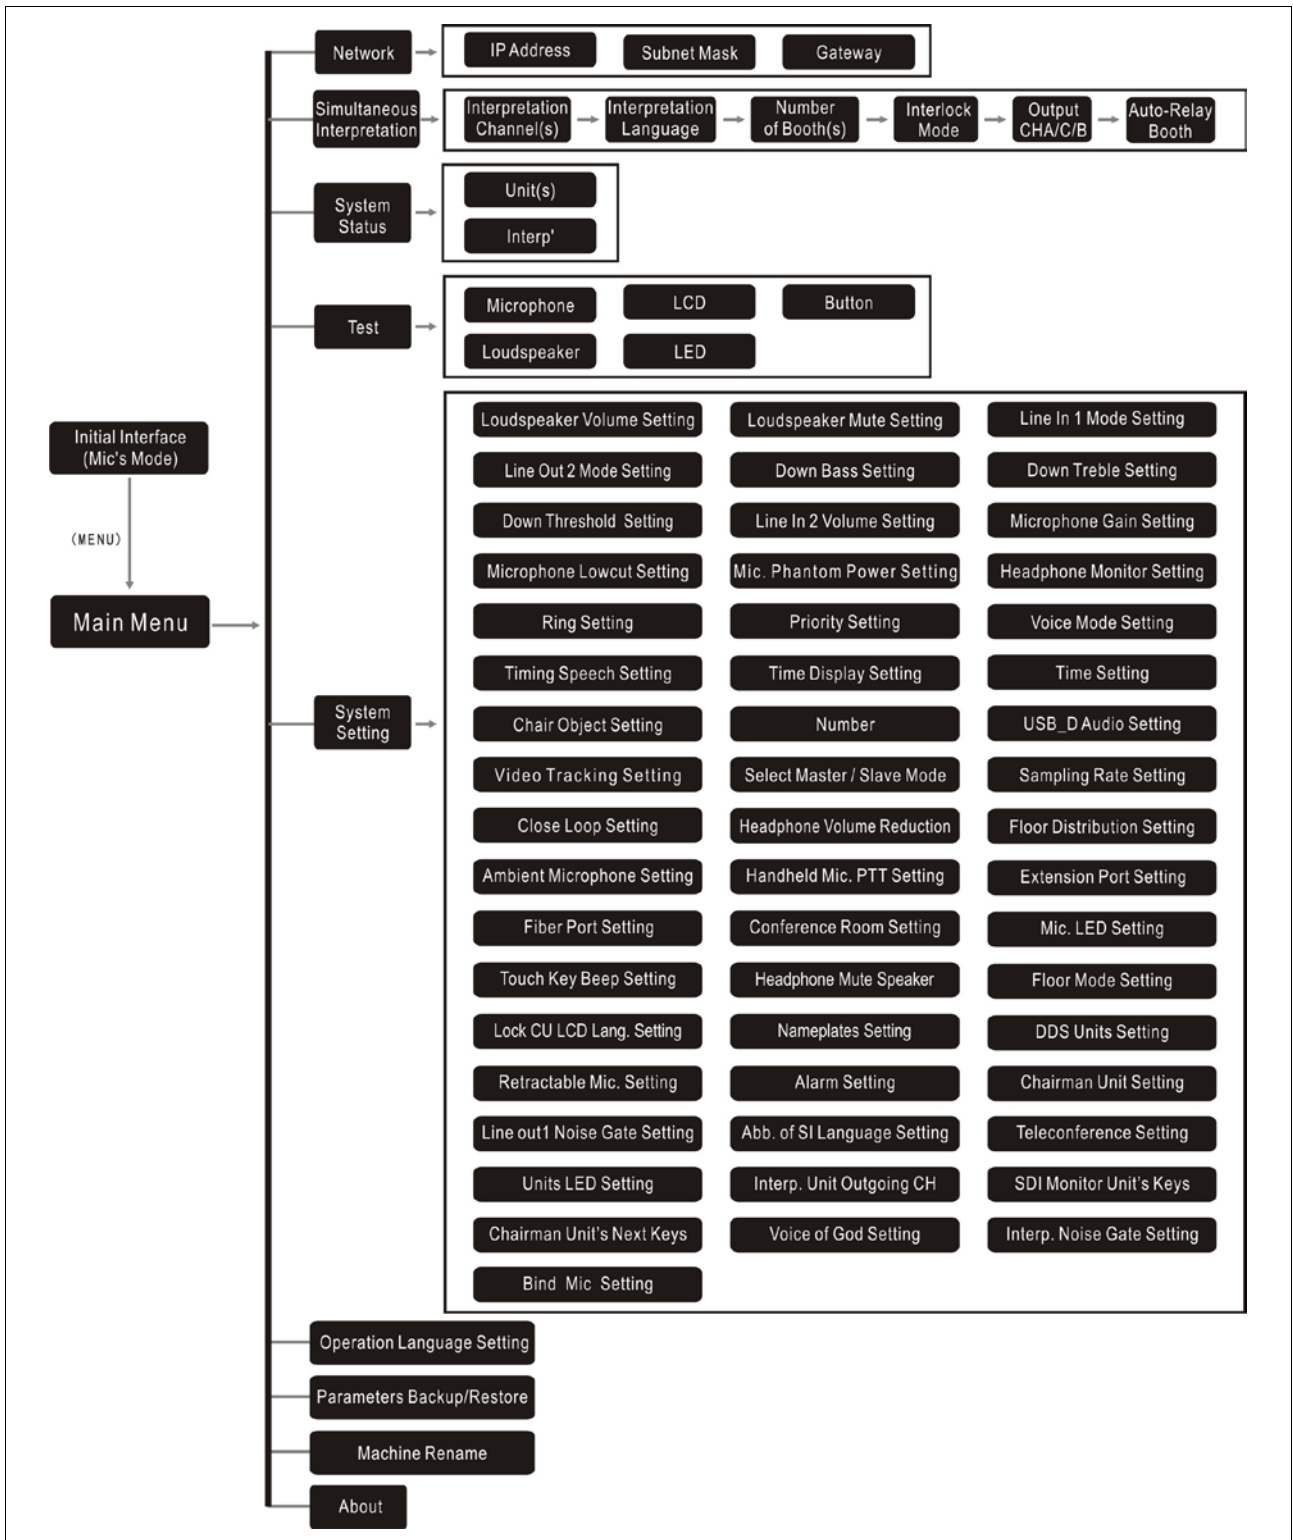 Network
IP Address
Subnet Mask
Gateway
Simultaneous
Interpretation
Interpretation
Channel(s)
Interpretation
Language
Number
of Booth(s)
Interlock
Mode
Output
CHA/C/B
Auto-Relay
Booth
System
Status
Unit(s)
Interp'
Test
Microphone
LCD
Button
Loudspeaker
LED
Initial Interface
(Mic's Mode)
(MENU)
Main Menu
System
Setting
Loudspeaker Volume Setting
Loudspeaker Mute Setting
Line In 1 Mode Setting
Line Out 2 Mode Setting
Down Bass Setting
Down Treble Setting
Down Threshold Setting
Line In 2 Volume Setting
Microphone Gain Setting
Microphone Lowcut Setting
Mic. Phantom Power Setting
Headphone Monitor Setting
Ring Setting
Priority Setting
Voice Mode Setting
Timing Speech Setting
Time Display Setting
Time Setting
Chair Object Setting
Number
USB_D Audio Setting
Video Tracking Setting
Select Master / Slave Mode
Sampling Rate Setting
Close Loop Setting
Headphone Volume Reduction
Floor Distribution Setting
Ambient Microphone Setting
Handheld Mic. PTT Setting
Extension Port Setting
Fiber Port Setting
Conference Room Setting
Mic. LED Setting
Touch Key Beep Setting
Headphone Mute Speaker
Floor Mode Setting
Lock CU LCD Lang. Setting
Nameplates Setting
DDS Units Setting
Retractable Mic. Setting
Alarm Setting
Chairman Unit Setting
Line out1 Noise Gate Setting
Abb. of SI Language Setting
Teleconference Setting
Units LED Setting
Interp. Unit Outgoing CH
SDI Monitor Unit's Keys
Chairman Unit's Next Keys
Voice of God Setting
Interp. Noise Gate Setting
Bind Mic Setting
Operation Language Setting
Parameters Backup/Restore
Machine Rename
About